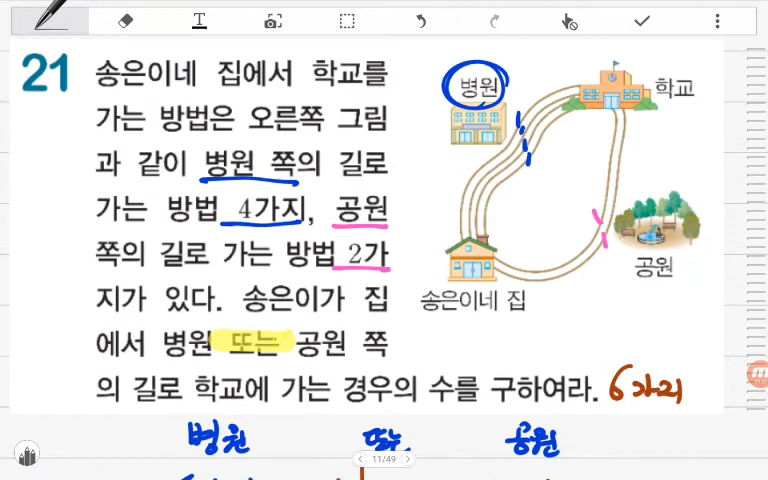 T
21 송은이네 집에서 학교를
가는 방법은 오른쪽 그림
과 같이 병원 쪽의 길로
가는 방법 4가지, 공원
쪽의 길로 가는 방법 2가
지가 있다. 송은이가 집
에서 병원 또는 공원 쪽
의 길로 학교에 가는 경우의 수를 구하여라. 6가지
병원
학교
공원
송은이네 집
병원 또는 공원
11/49